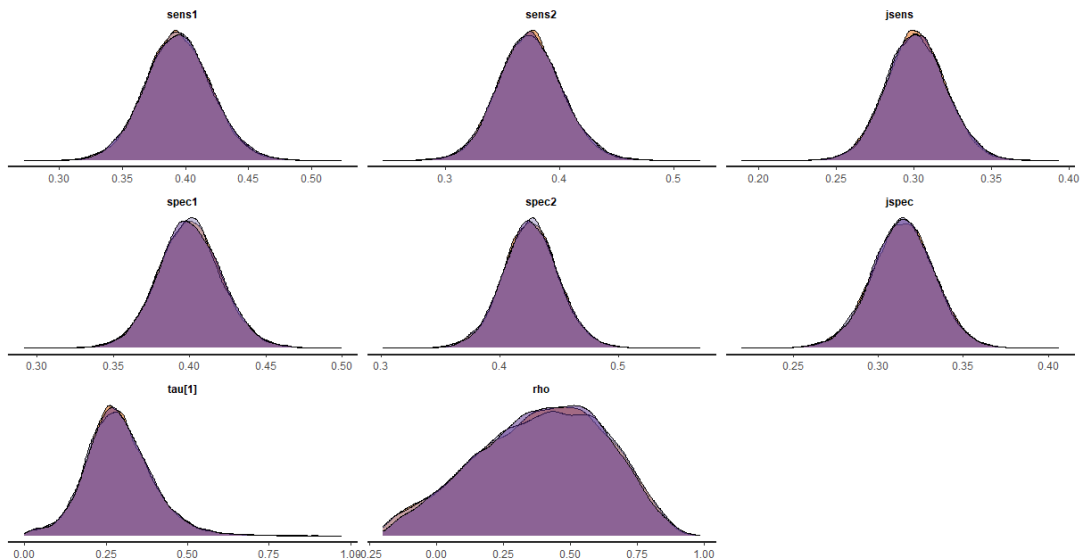 sens1 sens2 jsens
0.30 0.35 0.40 0.45 0.50 0.3 0.4 0.5 0.20 0.25 0.30 0.35 0.40
spec1 spec2 jspec
0.30 0.35 0.40 0.45 0.50 0.3 0.4 0.5 0.25 0.30 0.35 0.40
tau[1] rho
0.00 0.25 0.50 0.75 1.00 0.25 0.00 0.25 0.50 0.75 1.00